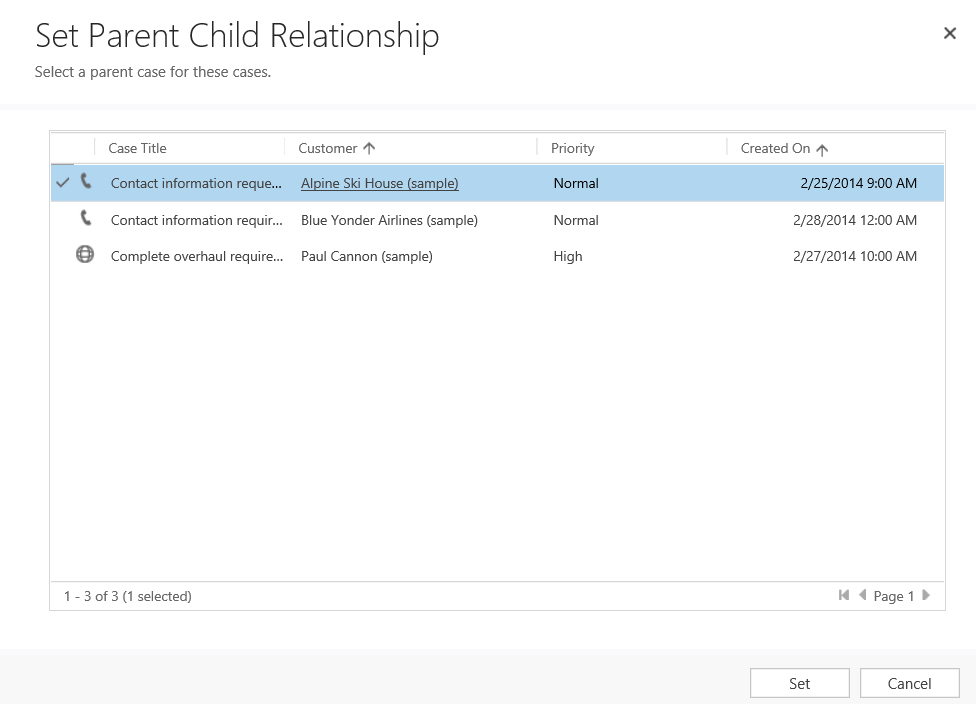 Set Parent Child Relationship
Select a parent case for these cases.
Case Title Customer Priority Created On
Contact information reque... Alpine Ski House (sample) Normal 2/25/2014 9:00 AM
Contact information requir... Blue Yonder Airlines (sample) Normal 2/28/2014 12:00 AM
Complete overhaul require... Paul Cannon (sample) High 2/27/2014 10:00 AM
1 - 3 of 3 (1 selected) Page 1
Set Cancel